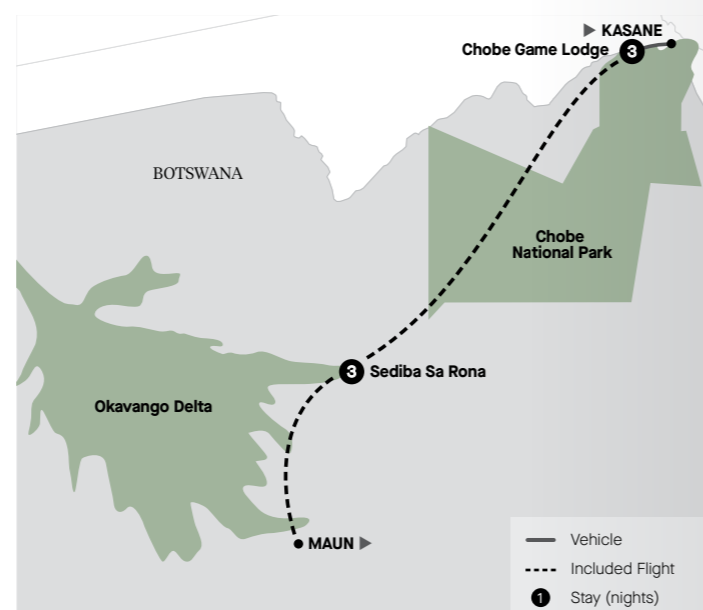 KASANE
Chobe Game Lodge 3
BOTSWANA
Chobe
National Park
3 Sediba Sa Rona
Okavango Delta
MAUN
Vehicle
Included Flight
1 Stay (nights)